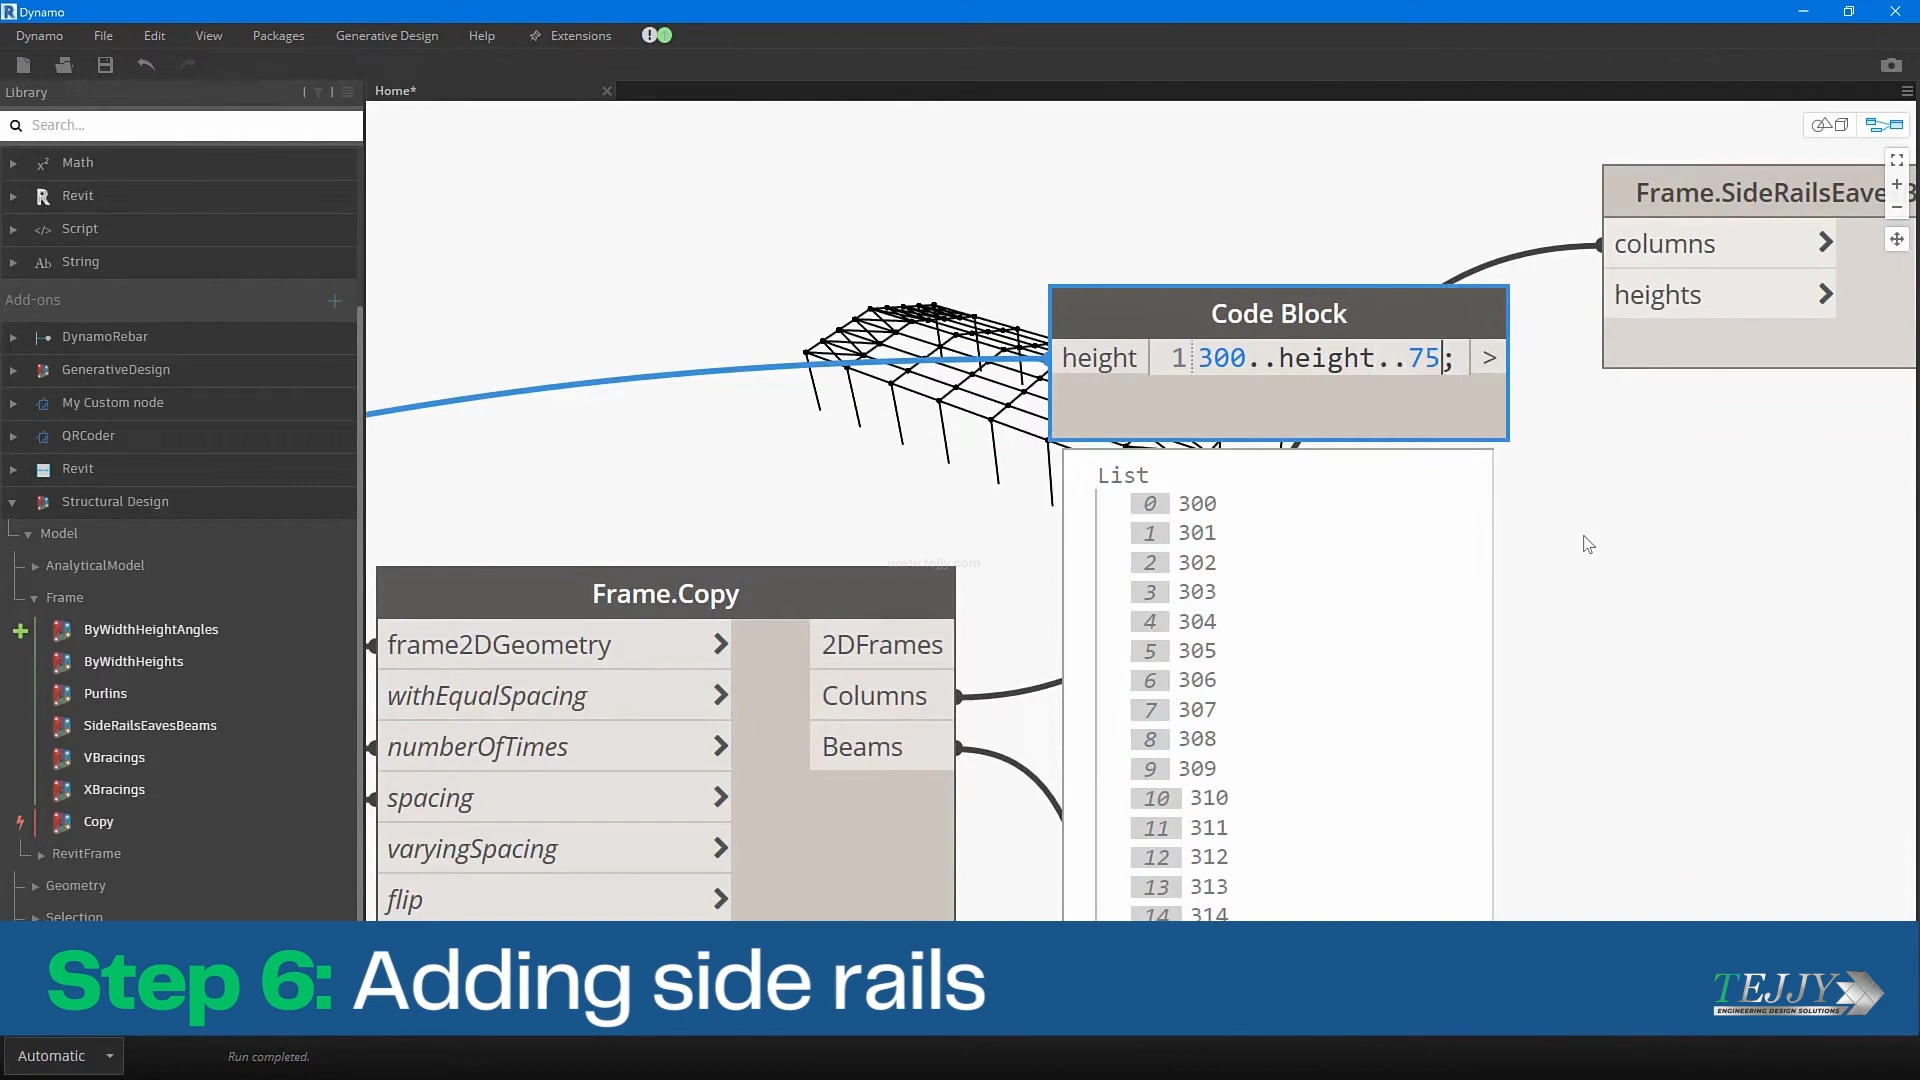 Dynamo
Dynamo File Edit View Packages Generative Design Help Extensions
Library
Home*
Search...
Math
Revit
Script
String
Add-ons
DynamoRebar
GenerativeDesign
My Custom node
QRCoder
Revit
Structural Design
Model
AnalyticalModel
Frame
ByWidthHeightAngles
ByWidthHeights
Purlins
SideRailsEavesBeams
VBracings
XBracings
Copy
RevitFrame
Geometry
Selection
Frame.SideRailsEavesB
columns
heights
Code Block
height 1 300..height..75; >
List
0 300
1 301
2 302
3 303
4 304
5 305
6 306
7 307
8 308
9 309
10 310
11 311
12 312
13 313
14 314
www.tejjy.com
Frame.Copy
frame2DGeometry 2DFrames
withEqualSpacing Columns
numberOfTimes Beams
spacing
varyingSpacing
flip
Step 6: Adding side rails
TEJJY
ENGINEERING DESIGN SOLUTIONS
Automatic Run completed.